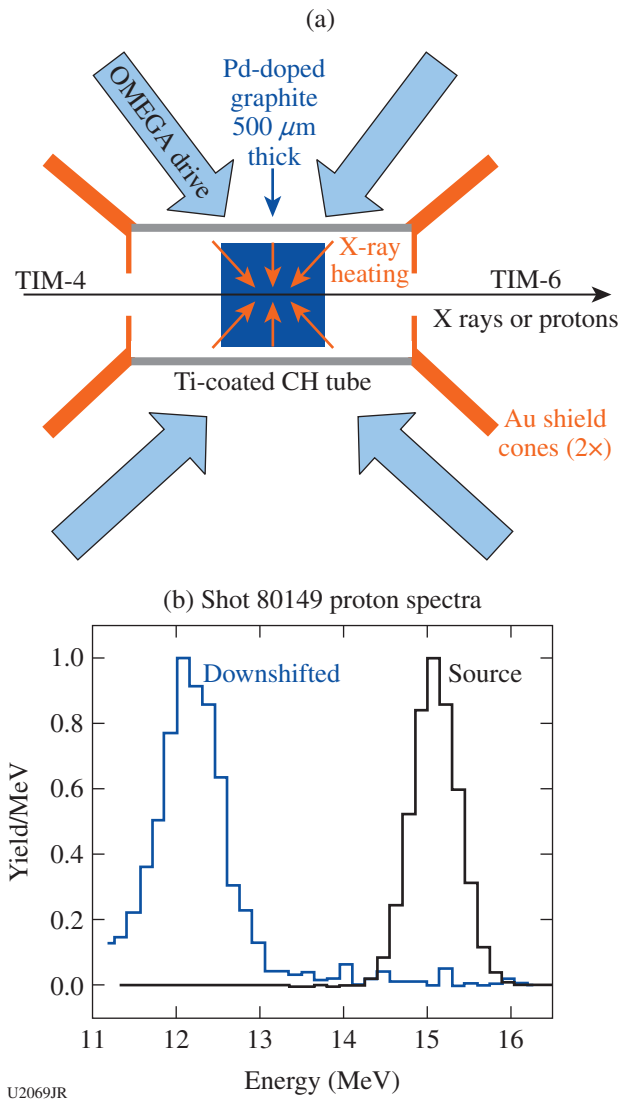 (a)
Pd-doped
graphite
500 μm
thick
OMEGA drive
X-ray
heating
TIM-4
TIM-6
X rays or protons
Ti-coated CH tube
Au shield
cones (2×)
(b) Shot 80149 proton spectra
Downshifted
Source
1.0
0.8
0.6
0.4
0.2
0.0
Yield/MeV
11 12 13 14 15 16
Energy (MeV)
U2069JR